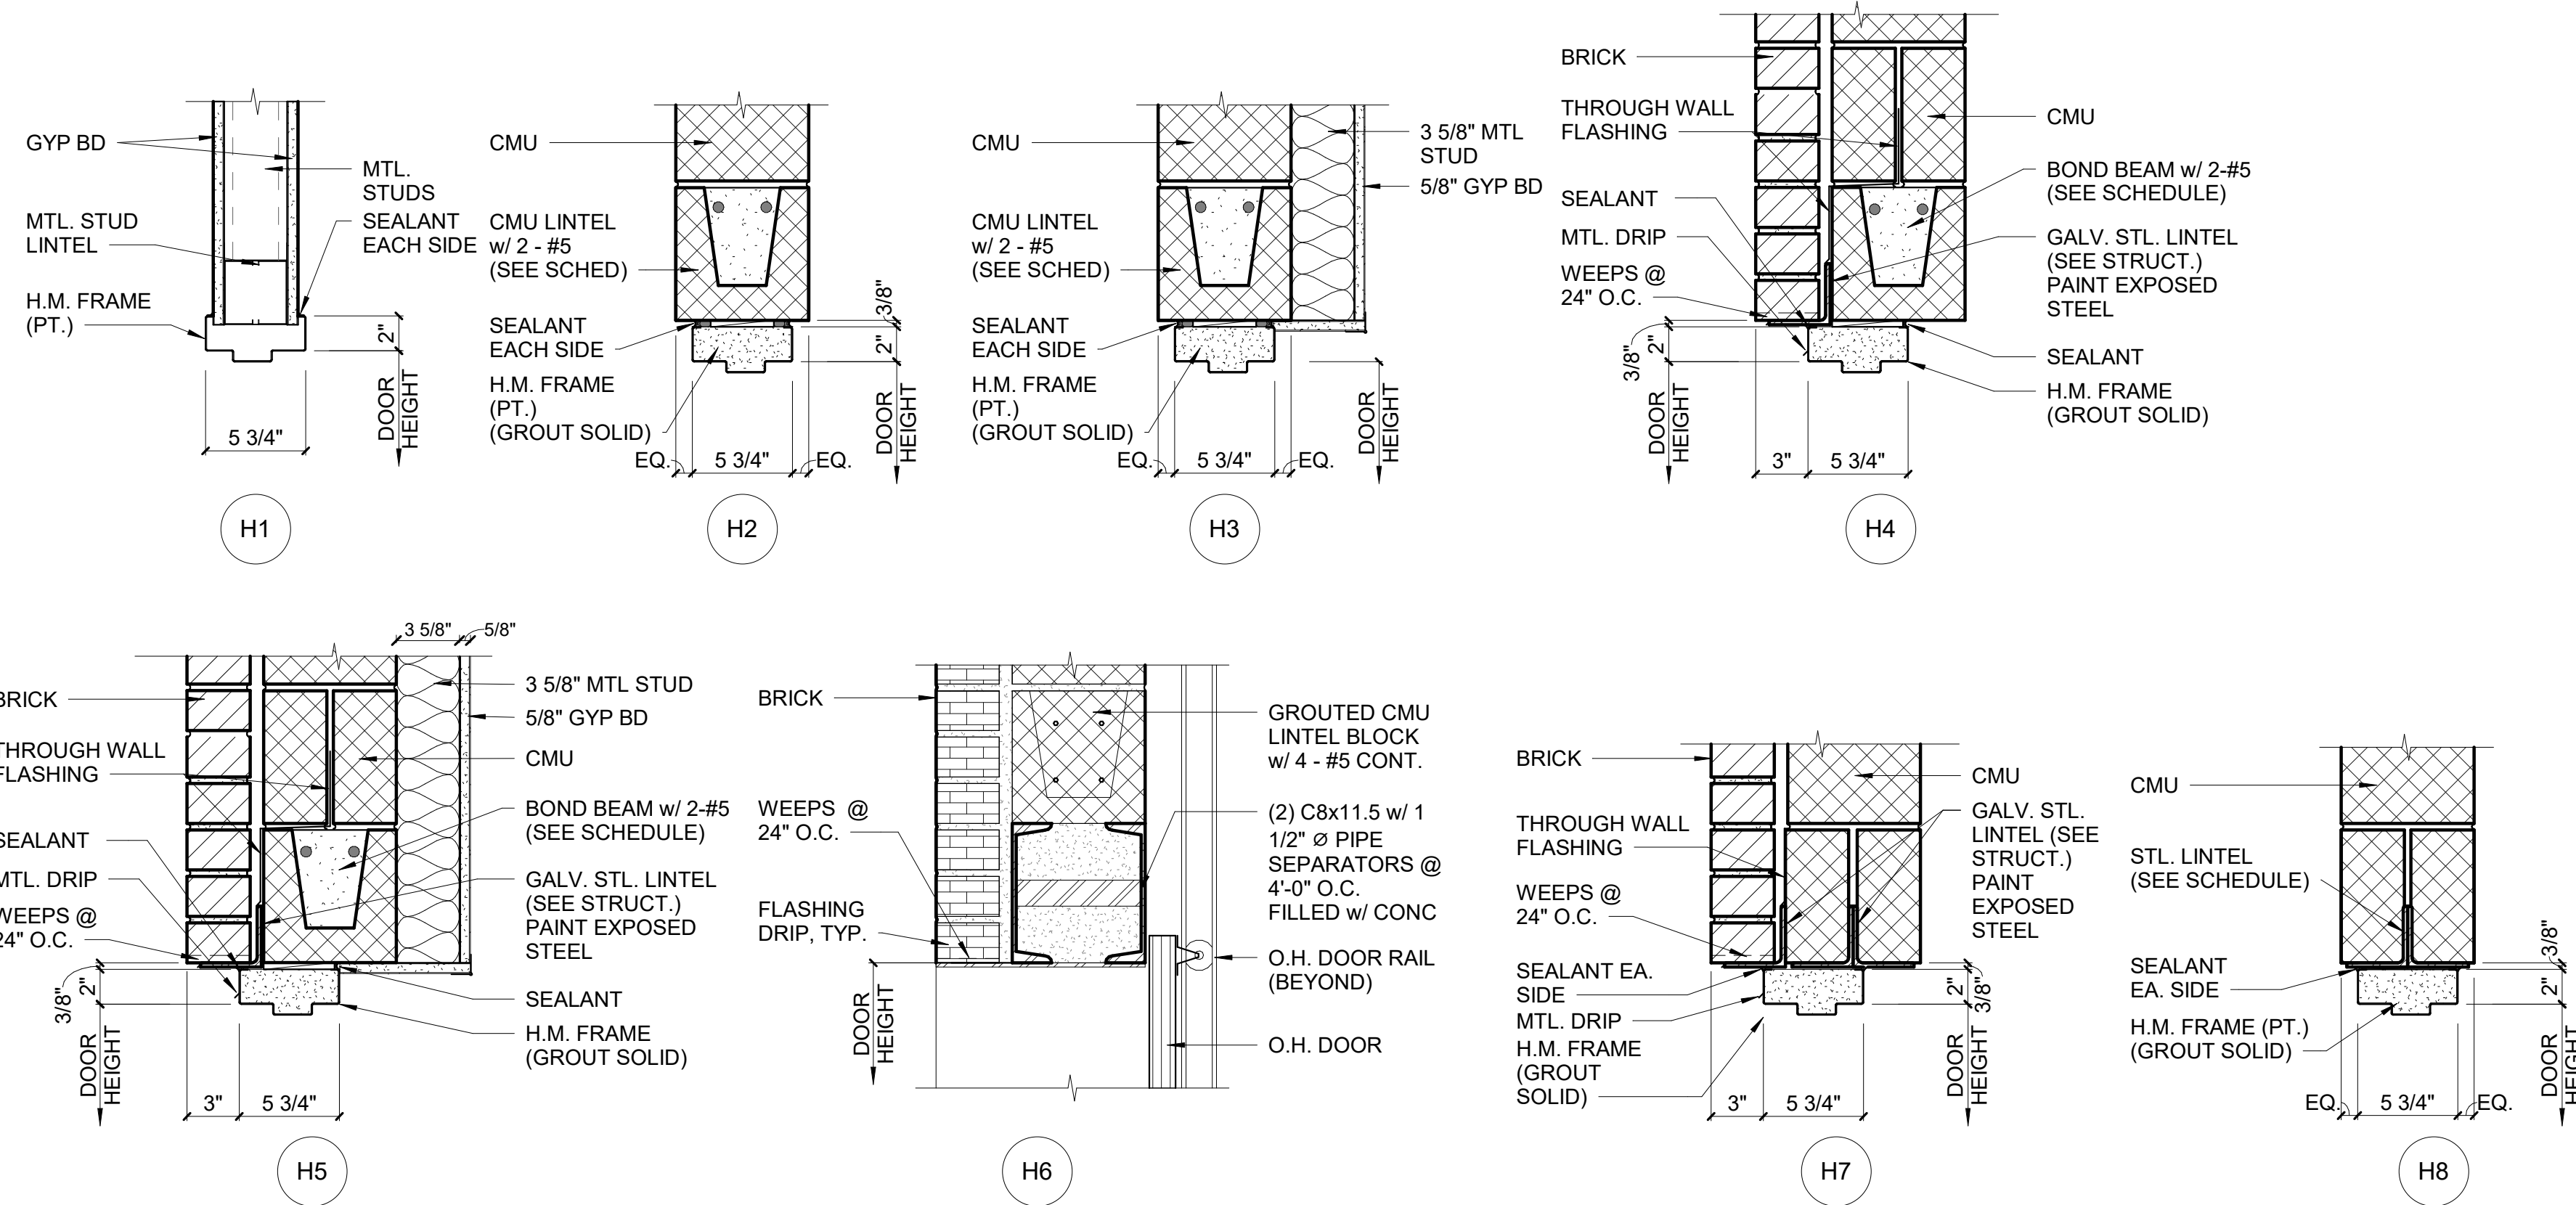 GYP BD
MTL.
STUDS
MTL. STUD
LINTEL
SEALANT
EACH SIDE
H.M. FRAME
(PT.)
2"
DOOR
HEIGHT
5 3/4"
H1
CMU
CMU LINTEL
w/ 2 - #5
(SEE SCHED)
SEALANT
EACH SIDE
H.M. FRAME
(PT.)
(GROUT SOLID)
3/8"
2"
DOOR
HEIGHT
EQ.
5 3/4"
EQ.
H2
CMU
3 5/8" MTL
STUD
5/8" GYP BD
CMU LINTEL
w/ 2 - #5
(SEE SCHED)
SEALANT
EACH SIDE
H.M. FRAME
(PT.)
(GROUT SOLID)
DOOR
HEIGHT
EQ.
5 3/4"
EQ.
H3
BRICK
THROUGH WALL
FLASHING
SEALANT
MTL. DRIP
WEEPS @
24" O.C.
CMU
BOND BEAM w/ 2-#5
(SEE SCHEDULE)
GALV. STL. LINTEL
(SEE STRUCT.)
PAINT EXPOSED
STEEL
SEALANT
H.M. FRAME
(GROUT SOLID)
3/8"
2"
DOOR
HEIGHT
3"
5 3/4"
H4
3 5/8"
5/8"
BRICK
THROUGH WALL
FLASHING
SEALANT
MTL. DRIP
WEEPS @
24" O.C.
3 5/8" MTL STUD
5/8" GYP BD
CMU
BOND BEAM w/ 2-#5
(SEE SCHEDULE)
GALV. STL. LINTEL
(SEE STRUCT.)
PAINT EXPOSED
STEEL
SEALANT
H.M. FRAME
(GROUT SOLID)
3/8"
2"
DOOR
HEIGHT
3"
5 3/4"
H5
BRICK
WEEPS @
24" O.C.
FLASHING
DRIP, TYP.
GROUTED CMU
LINTEL BLOCK
w/ 4 - #5 CONT.
(2) C8x11.5 w/ 1
1/2" Ø PIPE
SEPARATORS @
4'-0" O.C.
FILLED w/ CONC
O.H. DOOR RAIL
(BEYOND)
O.H. DOOR
DOOR
HEIGHT
H6
BRICK
THROUGH WALL
FLASHING
WEEPS @
24" O.C.
SEALANT EA.
SIDE
MTL. DRIP
H.M. FRAME
(GROUT
SOLID)
CMU
GALV. STL.
LINTEL (SEE
STRUCT.)
PAINT
EXPOSED
STEEL
2"
3/8"
DOOR
HEIGHT
3"
5 3/4"
H7
CMU
STL. LINTEL
(SEE SCHEDULE)
SEALANT
EA. SIDE
H.M. FRAME (PT.)
(GROUT SOLID)
3/8"
2"
DOOR
HEIGHT
EQ.
5 3/4"
EQ.
H8